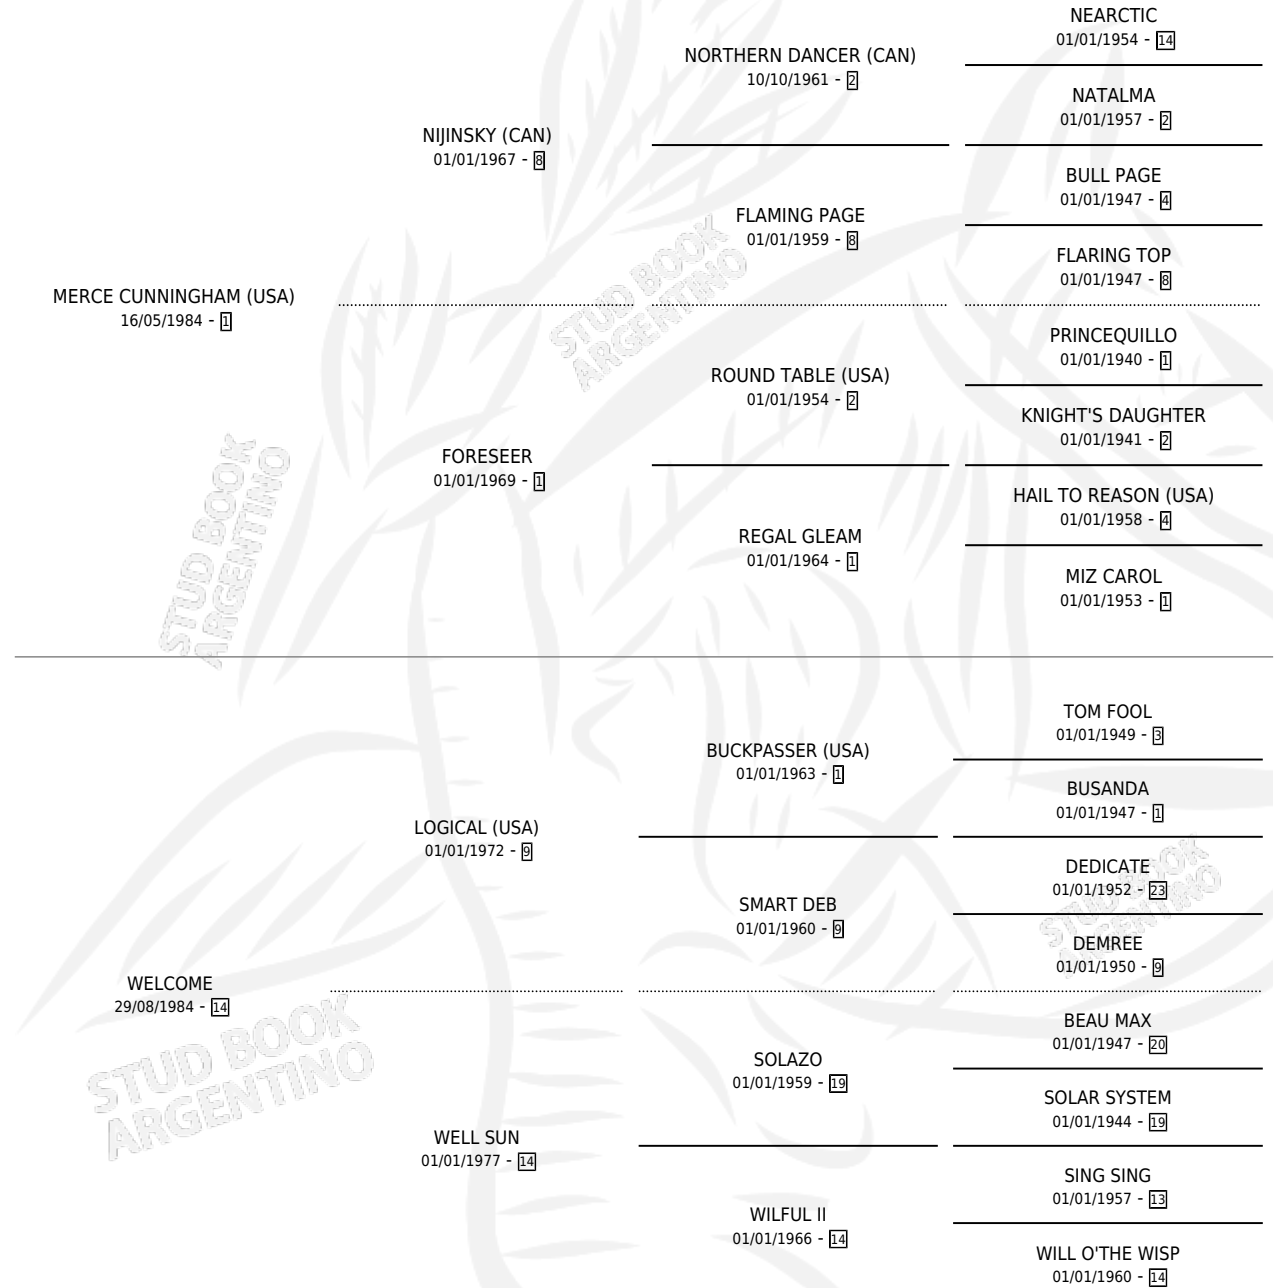 NEARCTIC
01/01/1954 - 14
NORTHERN DANCER (CAN)
10/10/1961 - 2
NATALMA
01/01/1957 - 2
NIJINSKY (CAN)
01/01/1967 - 8
BULL PAGE
01/01/1947 - 4
FLAMING PAGE
01/01/1959 - 8
FLARING TOP
01/01/1947 - 8
MERCE CUNNINGHAM (USA)
16/05/1984 - 1
PRINCEQUILLO
01/01/1940 - 1
ROUND TABLE (USA)
01/01/1954 - 2
KNIGHT'S DAUGHTER
01/01/1941 - 2
FORESEER
01/01/1969 - 1
HAIL TO REASON (USA)
01/01/1958 - 4
REGAL GLEAM
01/01/1964 - 1
MIZ CAROL
01/01/1953 - 1
TOM FOOL
01/01/1949 - 3
BUCKPASSER (USA)
01/01/1963 - 1
BUSANDA
01/01/1947 - 1
LOGICAL (USA)
01/01/1972 - 9
DEDICATE
01/01/1952 - 23
SMART DEB
01/01/1960 - 9
DEMREE
01/01/1950 - 9
WELCOME
29/08/1984 - 14
BEAU MAX
01/01/1947 - 20
SOLAZO
01/01/1959 - 19
SOLAR SYSTEM
01/01/1944 - 19
WELL SUN
01/01/1977 - 14
SING SING
01/01/1957 - 13
WILFUL II
01/01/1966 - 14
WILL O'THE WISP
01/01/1960 - 14
STUD BOOK
ARGENTINO
STUD BOOK
ARGENTINO
STUD BOOK
ARGENTINO
STUD BOOK
ARGENTINO